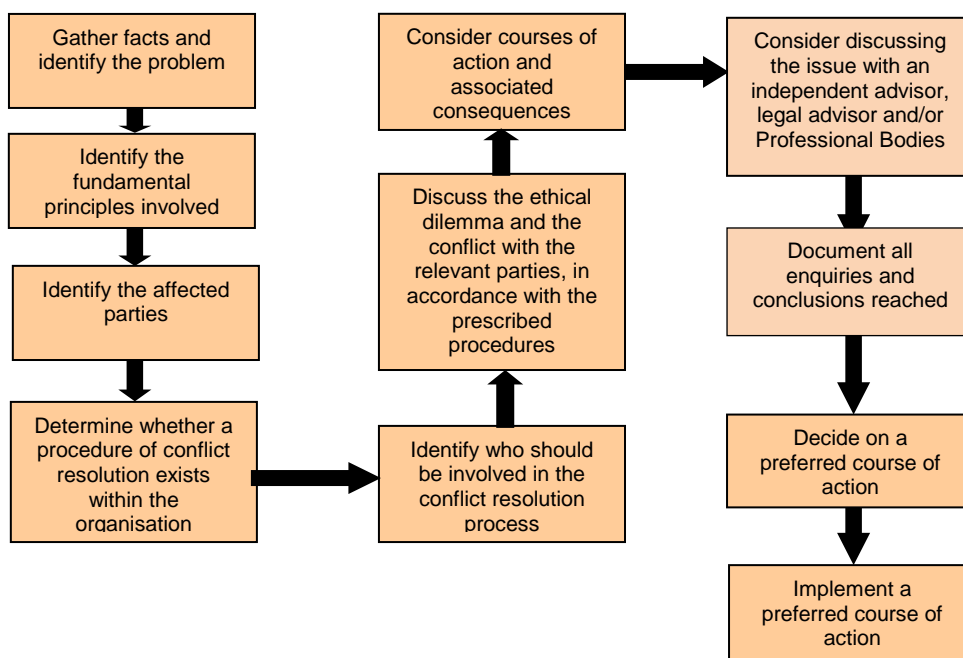 Gather facts and
identify the problem
Identify the
fundamental
principles involved
Identify the affected
parties
Determine whether a
procedure of conflict
resolution exists
within the
organisation
Identify who should
be involved in the
conflict resolution
process
Discuss the ethical
dilemma and the
conflict with the
relevant parties, in
accordance with the
prescribed
procedures
Consider courses of
action and
associated
consequences
Consider discussing
the issue with an
independent advisor,
legal advisor and/or
Professional Bodies
Document all
enquiries and
conclusions reached
Decide on a
preferred course of
action
Implement a
preferred course of
action